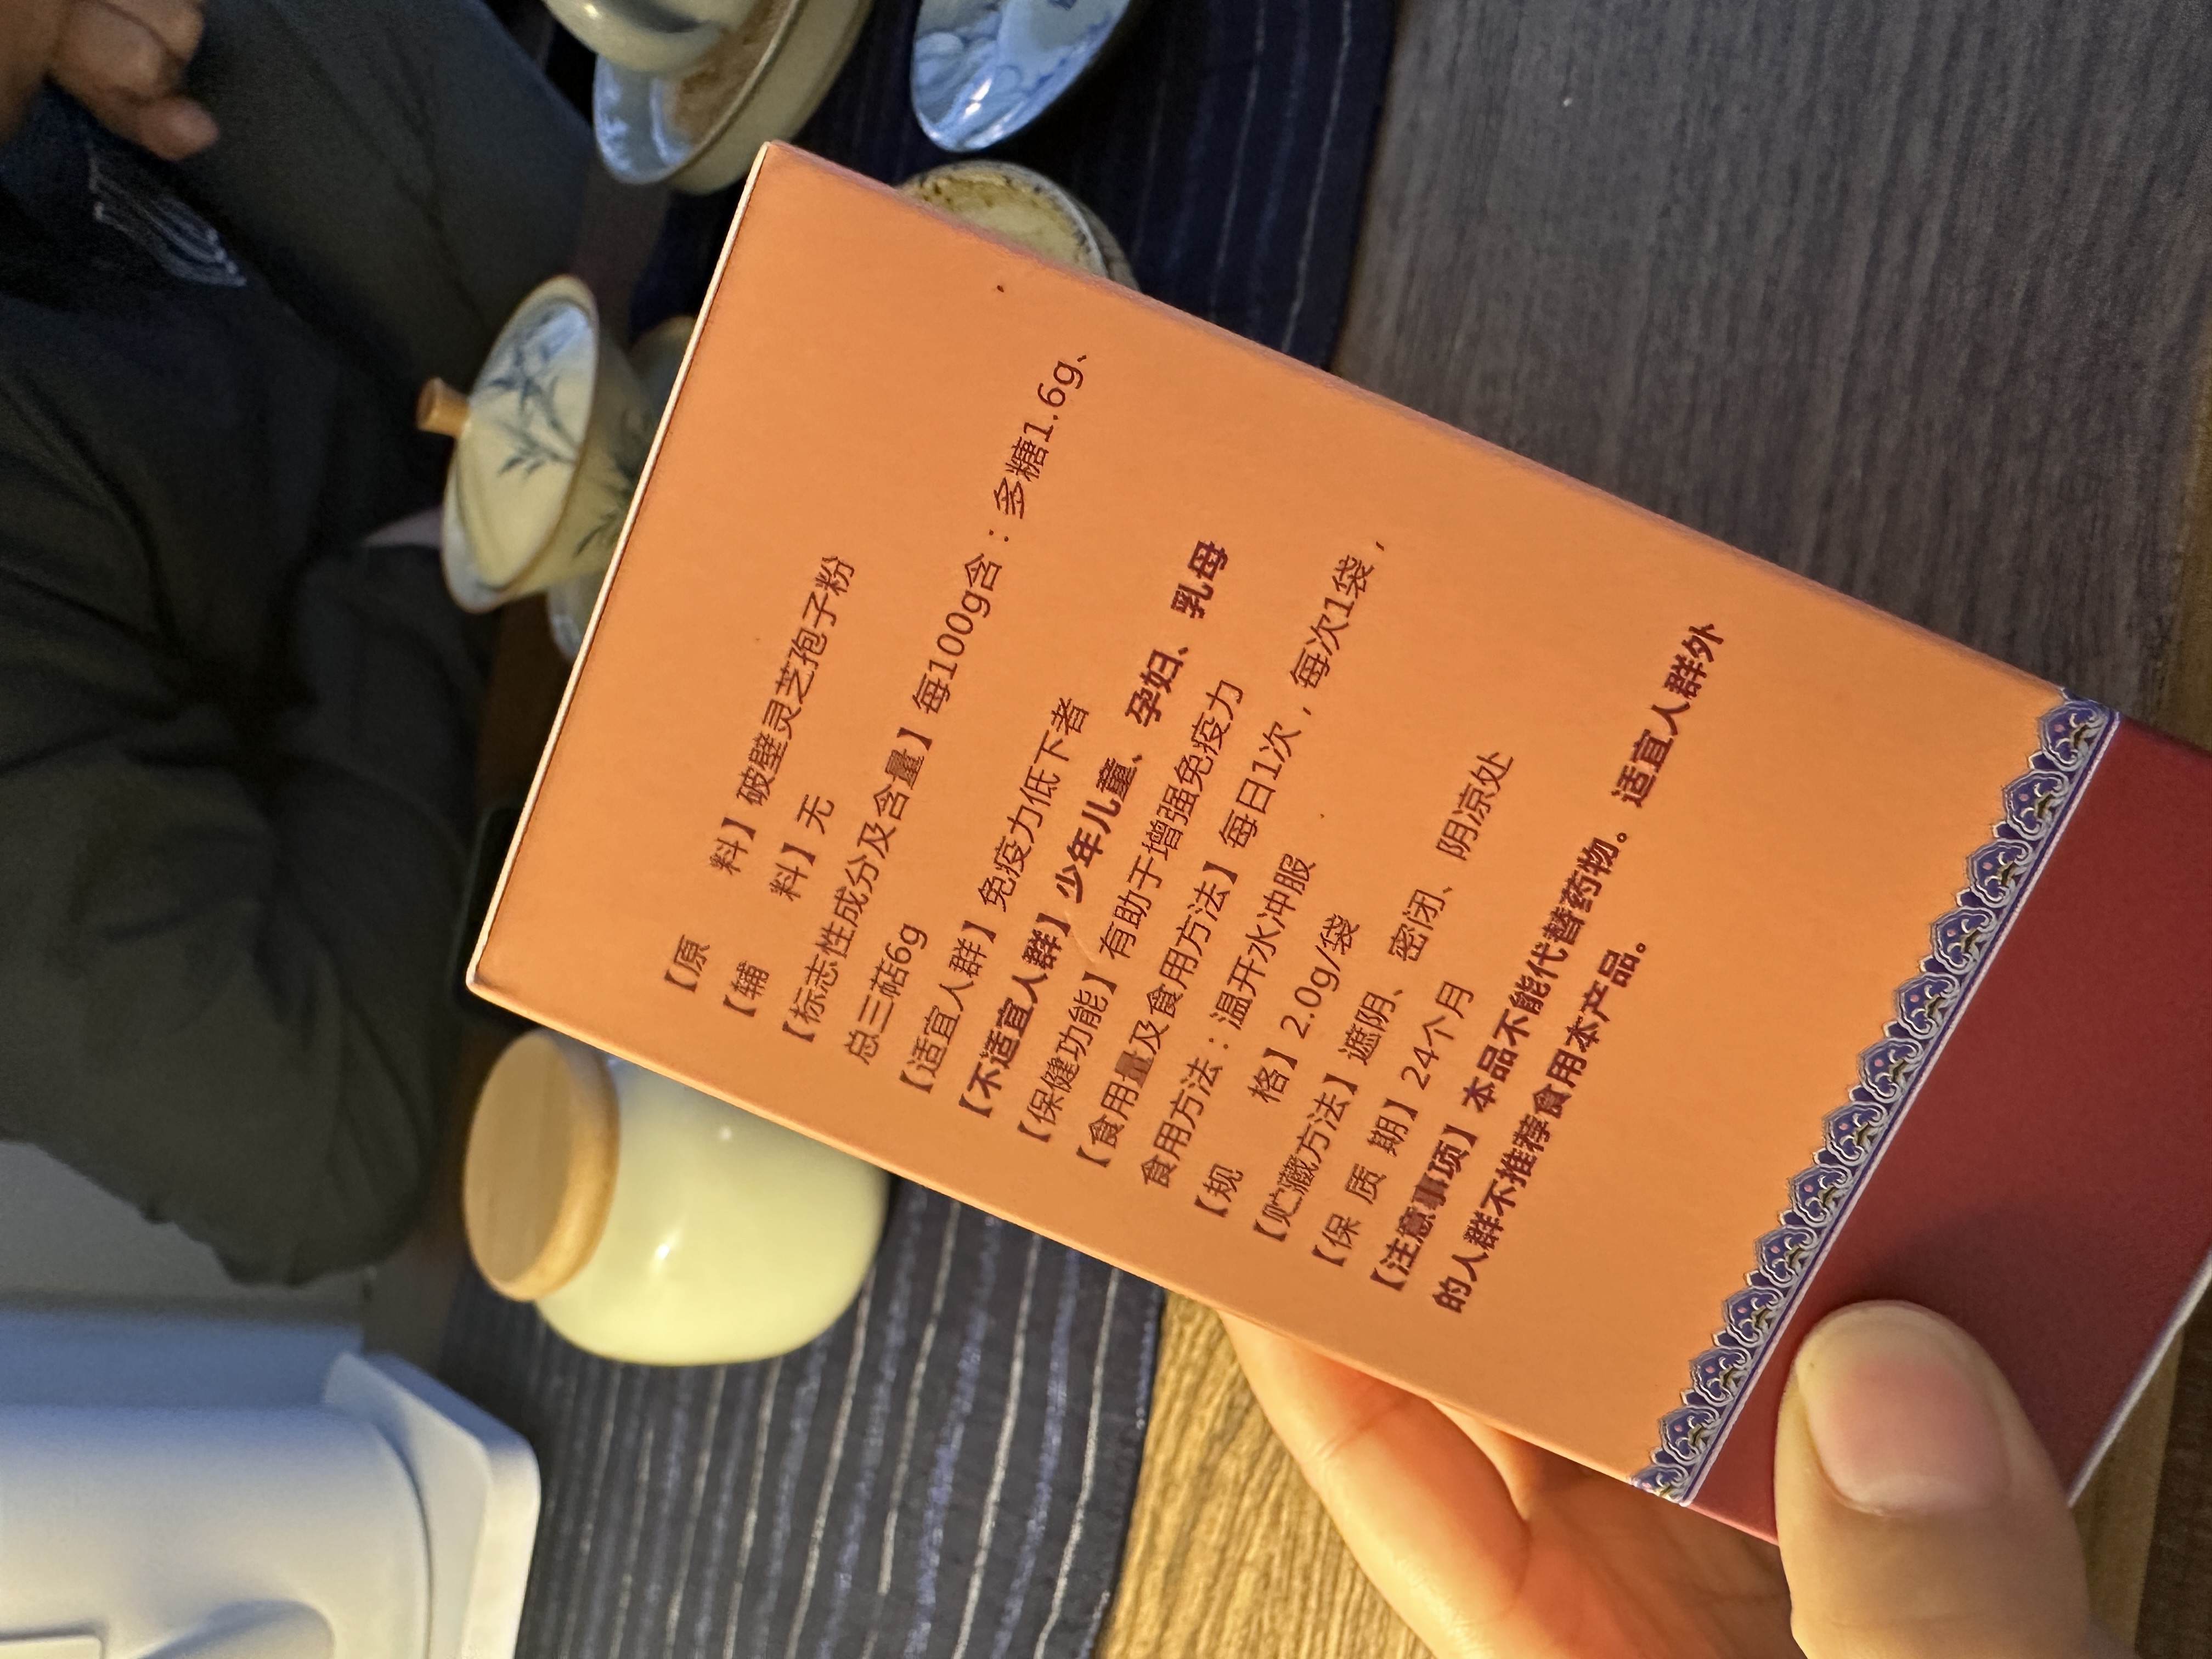 【原 料】破壁灵芝孢子粉
【辅 料】无
【标志性成分及含量】每100g含：多糖1.6g、
总三萜6g
【适宜人群】免疫力低下者
【不适宜人群】少年儿童、孕妇、乳母
【保健功能】有助于增强免疫力
【食用量及食用方法】每日1次，每次1袋，
食用方法：温开水冲服
【规 格】2.0g/袋
【贮藏方法】遮阴、密闭、阴凉处
【保 质 期】24个月
【注意事项】本品不能代替药物。适宜人群外
的人群不推荐食用本产品。